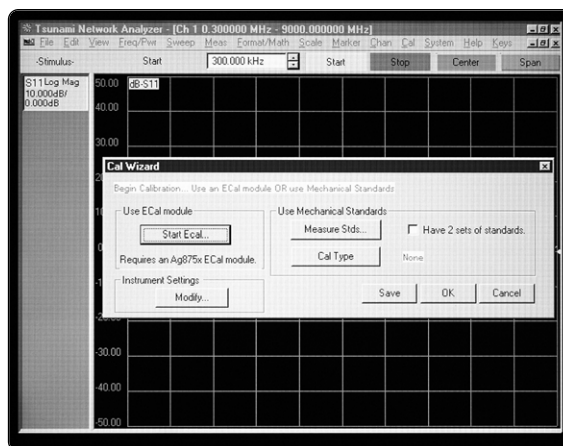 Tsunami Network Analyzer - [Ch 1 0.300000 MHz - 9000.000000 MHz]
File Edit View Freq/Pwr Sweep Meas Format/Math Scale Marker Chan Cal System Help Keys
-Stimulus- Start 300.000 kHz Start Stop Center Span
S11 Log Mag
10.000dB/
0.000dB
50.00 dB-S11
40.00
30.00
Cal Wizard
Begin Calibration... Use an ECal module OR use Mechanical Standards
Use ECal module
Start Ecal...
Requires an Ag875x ECal module.
Instrument Settings
Modify...
Use Mechanical Standards
Measure Stds...
Have 2 sets of standards.
Cal Type
None
Save OK Cancel
-20.00
-30.00
-40.00
-50.00